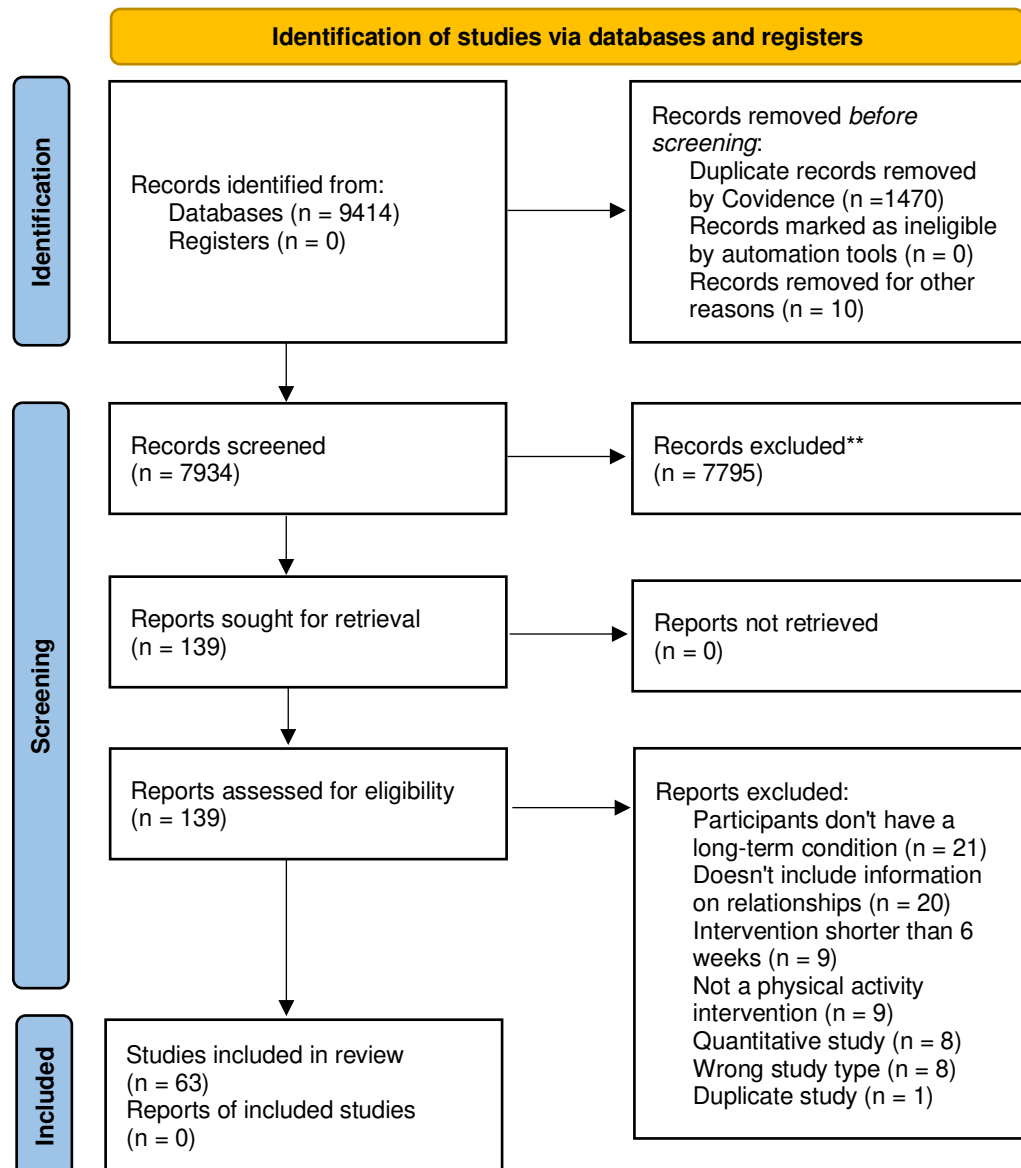 Identification of studies via databases and registers
Identification
Records identified from:
Databases (n = 9414)
Registers (n = 0)
Records removed before
screening:
Duplicate records removed
by Covidence (n =1470)
Records marked as ineligible
by automation tools (n = 0)
Records removed for other
reasons (n = 10)
Screening
Records screened
(n = 7934)
Records excluded**
(n = 7795)
Reports sought for retrieval
(n = 139)
Reports not retrieved
(n = 0)
Reports assessed for eligibility
(n = 139)
Reports excluded:
Participants don't have a
long-term condition (n = 21)
Doesn't include information
on relationships (n = 20)
Intervention shorter than 6
weeks (n = 9)
Not a physical activity
intervention (n = 9)
Quantitative study (n = 8)
Wrong study type (n = 8)
Duplicate study (n = 1)
Included
Studies included in review
(n = 63)
Reports of included studies
(n = 0)